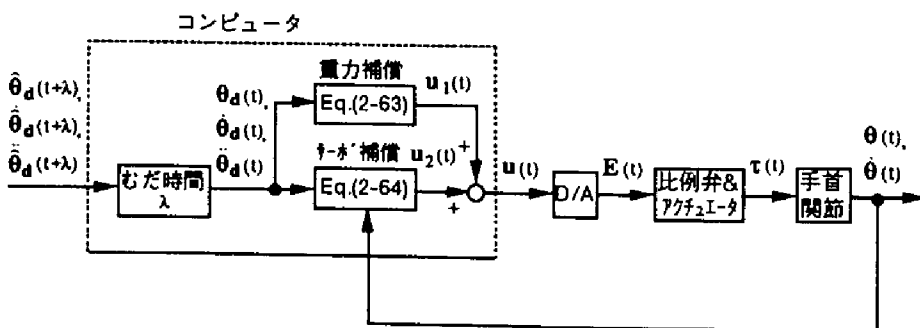 コンピュータ
重力補償
u₁(t)
Eq.(2-63)
θ̂d(t+λ),
θ̂̇d(t+λ),
θ̂̈d(t+λ)
θd(t),
θ̇d(t),
θ̈d(t)
むだ時間
λ
サーボ補償
u₂(t)
+
Eq.(2-64)
+
u(t)
D/A
E(t)
比例弁&
アクチュエータ
τ(t)
手首
関節
θ(t),
θ̇(t)